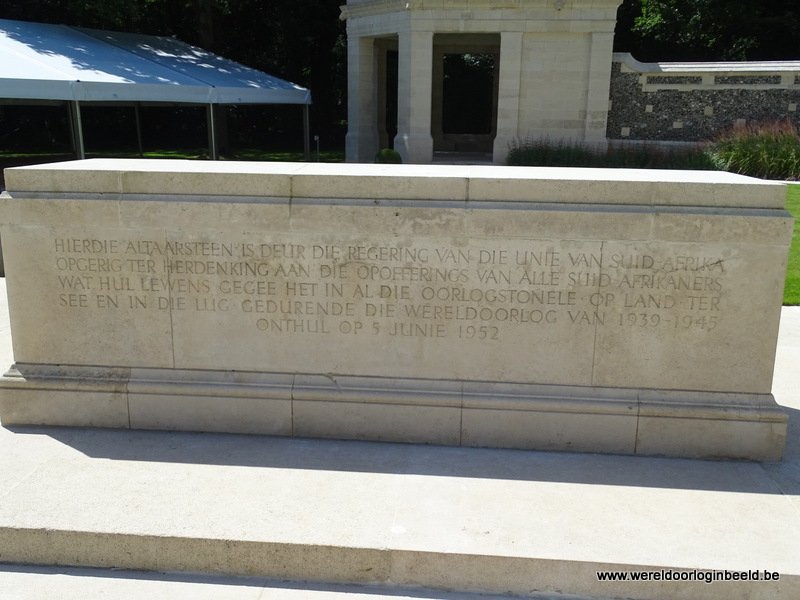 HIERDIE ALTAARSTEEN IS DEUR DIE REGERING VAN DIE UNIE VAN SUID-AFRIKA
OPGERIG TER HERDENKING AAN DIE OPOFFERINGS VAN ALLE SUID AFRIKANERS
WAT HUL LEWENS GEGEE HET IN AL DIE OORLOGSTONELE · OP LAND TER
SEE EN IN DIE LUG · GEDURENDE DIE WERELDOORLOG VAN 1939-1945
ONTHUL OP 5 JUNIE 1952
www.wereldoorloginbeeld.be